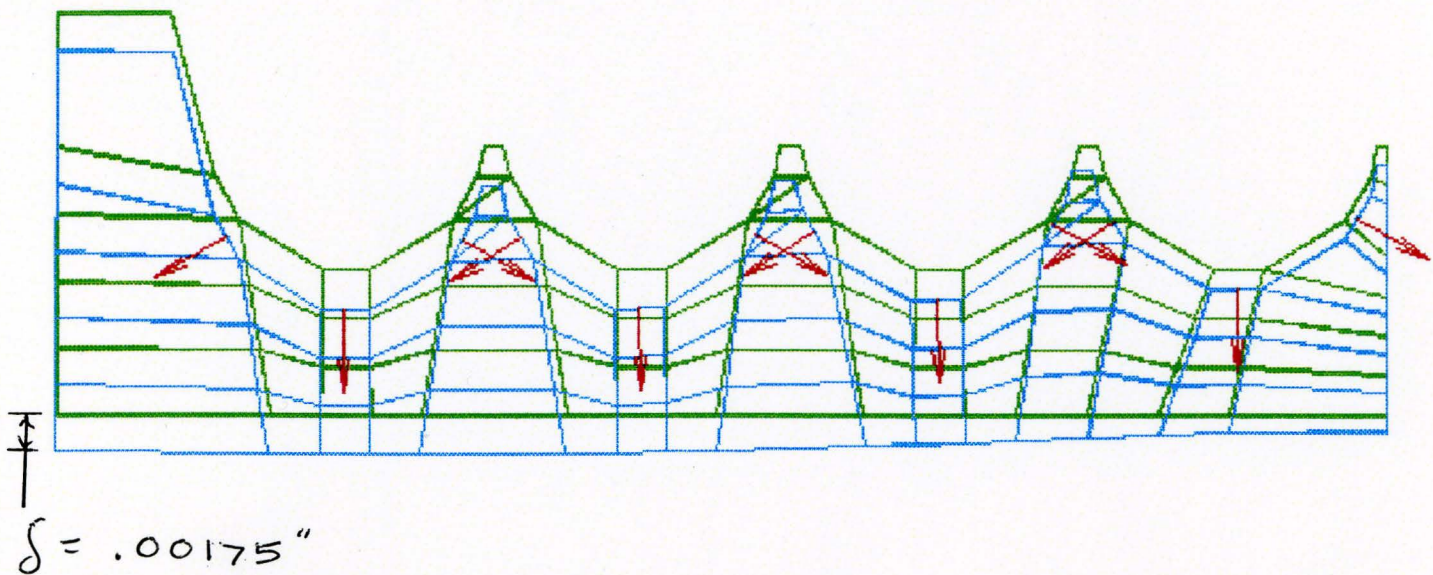 δ = .00175"